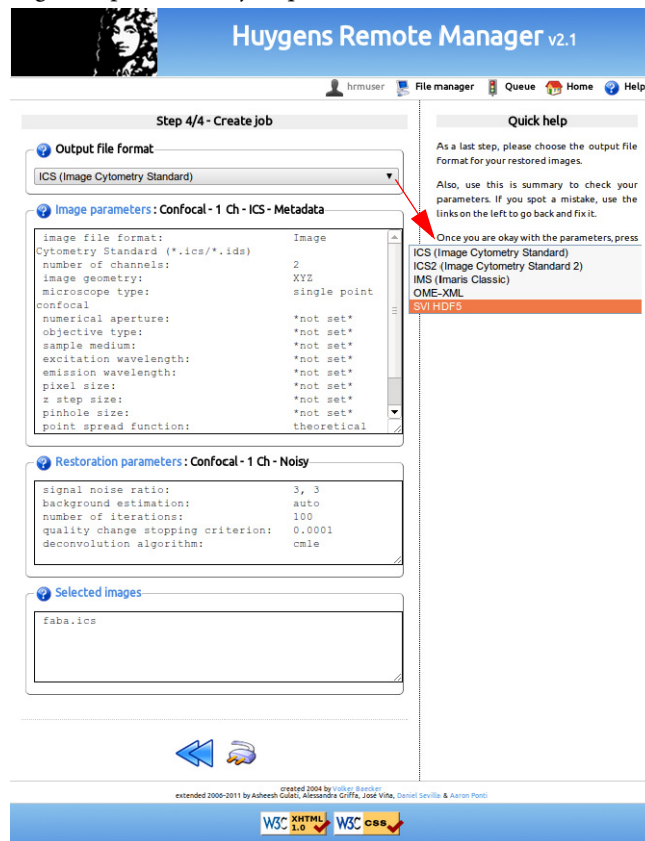 Huygens Remote Manager v2.1
hrmuser File manager Queue Home Help
Step 4/4 - Create job
Output file format
ICS (Image Cytometry Standard)
Image parameters : Confocal - 1 Ch - ICS - Metadata
image file format: Image
Cytometry Standard (*.ics/*.ids)
number of channels: 2
image geometry: XYZ
microscope type: single point
confocal
numerical aperture: *not set*
objective type: *not set*
sample medium: *not set*
excitation wavelength: *not set*
emission wavelength: *not set*
pixel size: *not set*
z step size: *not set*
pinhole size: *not set*
point spread function: theoretical
Restoration parameters : Confocal - 1 Ch - Noisy
signal noise ratio: 3, 3
background estimation: auto
number of iterations: 100
quality change stopping criterion: 0.0001
deconvolution algorithm: cmle
Selected images
faba.ics
Quick help
As a last step, please choose the output file
format for your restored images.
Also, use this is summary to check your
parameters. If you spot a mistake, use the
links on the left to go back and fix it.
Once you are okay with the parameters, press
ICS (Image Cytometry Standard)
ICS2 (Image Cytometry Standard 2)
IMS (Imaris Classic)
OME-XML
SVI HDF5
created 2004 by Volker Baecker
extended 2006-2011 by Asheesh Gulati, Alessandra Griffa, José Viña, Daniel Sevilla & Aaron Ponti
W3C XHTML 1.0 W3C css